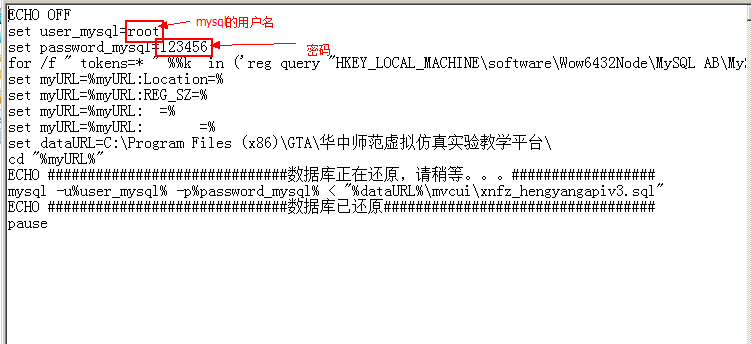 ECHO OFF
mysql的用户名
set user_mysql=root
set password_mysql=123456
密码
for /f " tokens=* " %%k  in ('reg query "HKEY_LOCAL_MACHINE\software\Wow6432Node\MySQL AB\My
set myURL=%myURL:Location=%
set myURL=%myURL:REG_SZ=%
set myURL=%myURL:  =%
set myURL=%myURL:       =%
set dataURL=C:\Program Files (x86)\GTA\华中师范虚拟仿真实验教学平台\
cd "%myURL%"
ECHO ##############################数据库正在还原，请稍等。。。##################
mysql -u%user_mysql% -p%password_mysql% < "%dataURL%\mvcui\xnfz_hengyangapiv3.sql"
ECHO ##############################数据库已还原##################################
pause